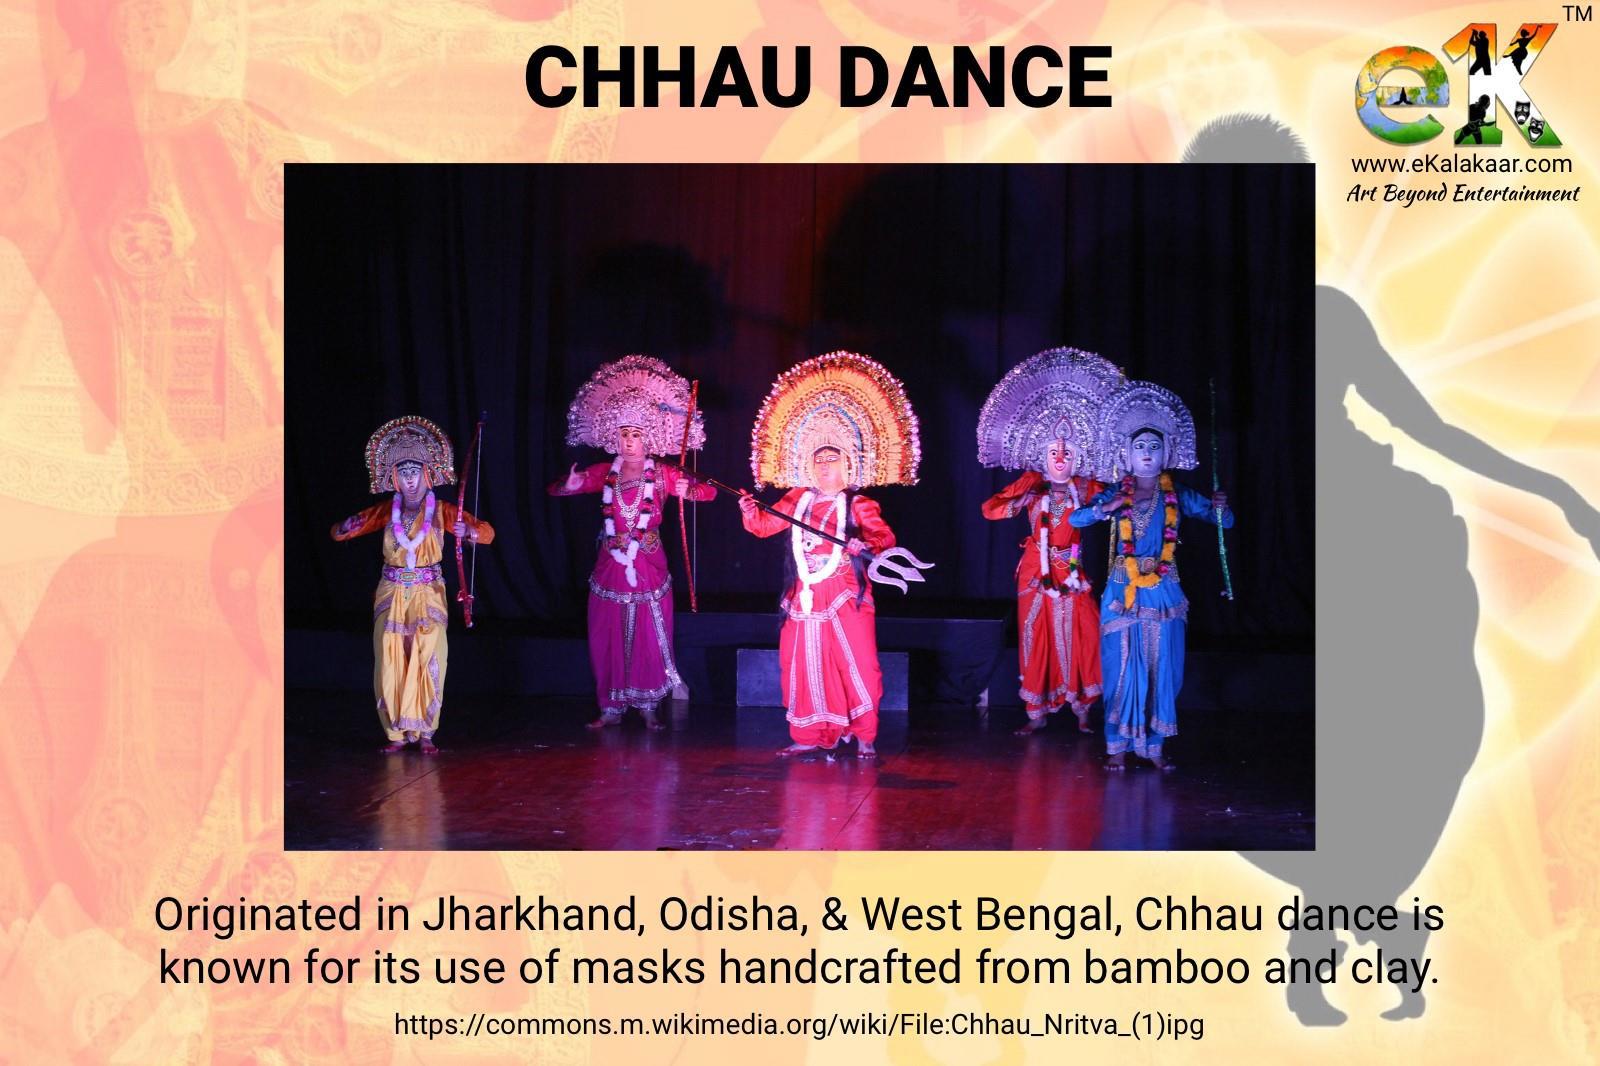 CHHAU DANCE
TM
eK
www.eKalakaar.com
Art Beyond Entertainment
Originated in Jharkhand, Odisha, & West Bengal, Chhau dance is
known for its use of masks handcrafted from bamboo and clay.
https://commons.m.wikimedia.org/wiki/File:Chhau_Nritva_(1)ipg